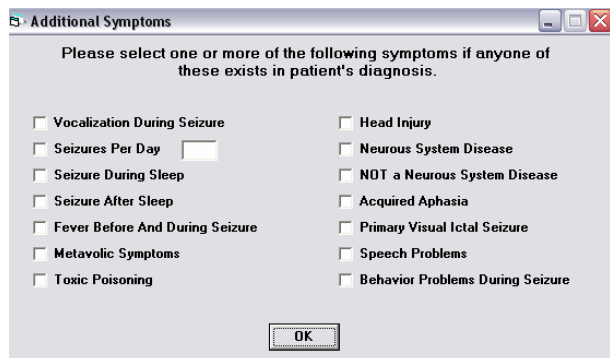 Additional Symptoms
Please select one or more of the following symptoms if anyone of
these exists in patient's diagnosis.
Vocalization During Seizure
Seizures Per Day
Seizure During Sleep
Seizure After Sleep
Fever Before And During Seizure
Metavolic Symptoms
Toxic Poisoning
Head Injury
Neurous System Disease
NOT a Neurous System Disease
Acquired Aphasia
Primary Visual Ictal Seizure
Speech Problems
Behavior Problems During Seizure
OK